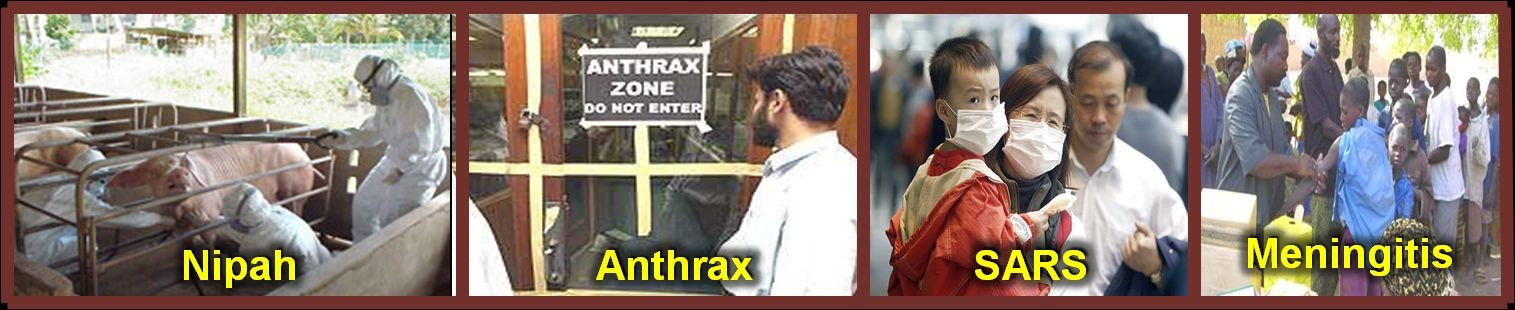 Nipah
ANTHRAX
ZONE
DO NOT ENTER
Anthrax
SARS
Meningitis